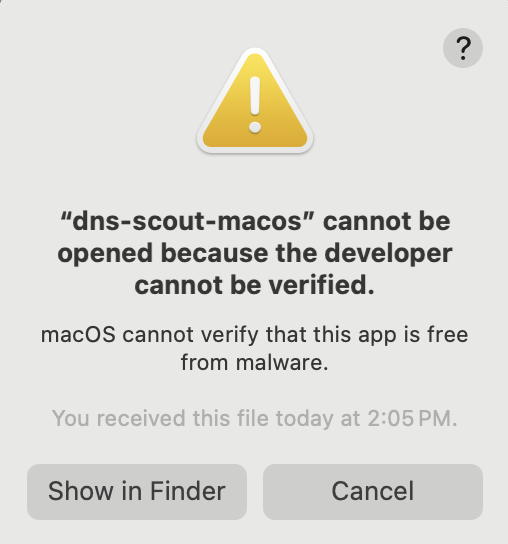 ?
“dns-scout-macos” cannot be
opened because the developer
cannot be verified.
macOS cannot verify that this app is free
from malware.
You received this file today at 2:05 PM.
Show in Finder
Cancel